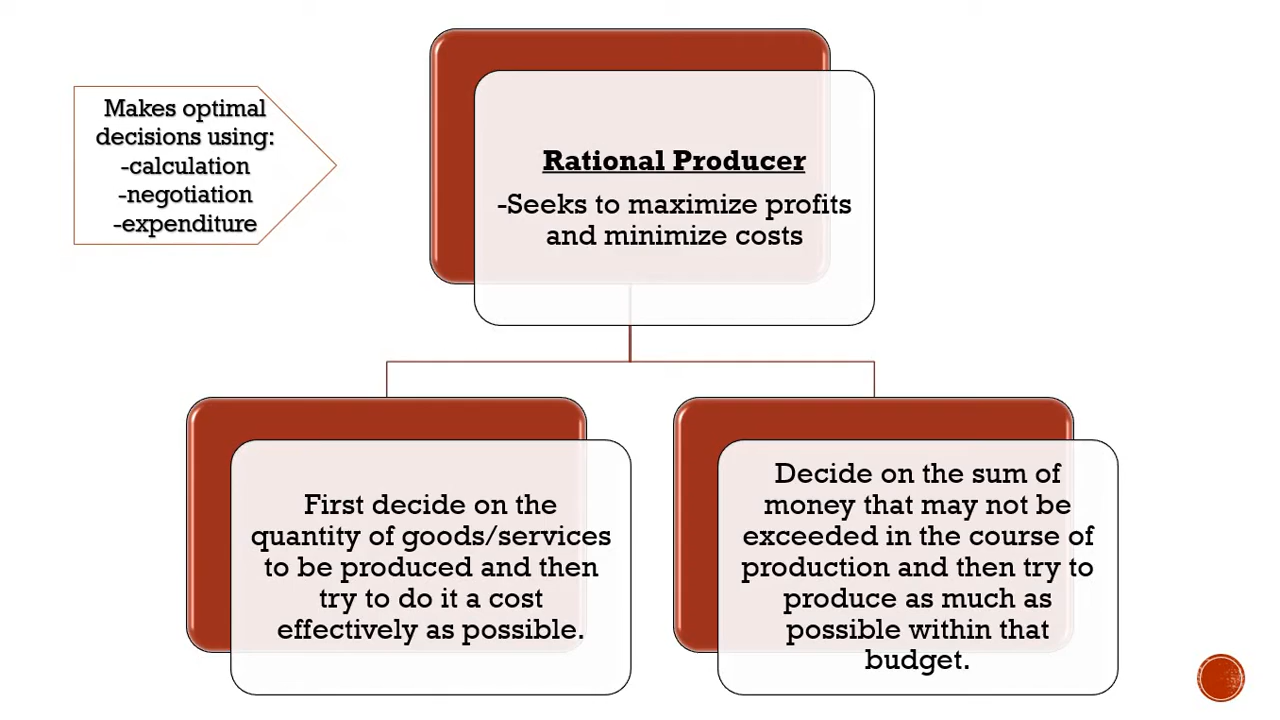 Makes optimal
decisions using:
-calculation
-negotiation
-expenditure
Rational Producer
-Seeks to maximize profits
and minimize costs
First decide on the
quantity of goods/services
to be produced and then
try to do it a cost
effectively as possible.
Decide on the sum of
money that may not be
exceeded in the course of
production and then try to
produce as much as
possible within that
budget.